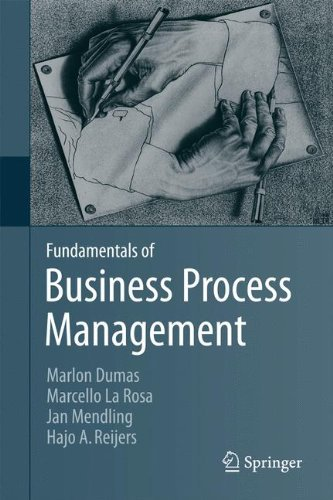 Fundamentals of
Business Process
Management
Marlon Dumas
Marcello La Rosa
Jan Mendling
Hajo A. Reijers
Springer